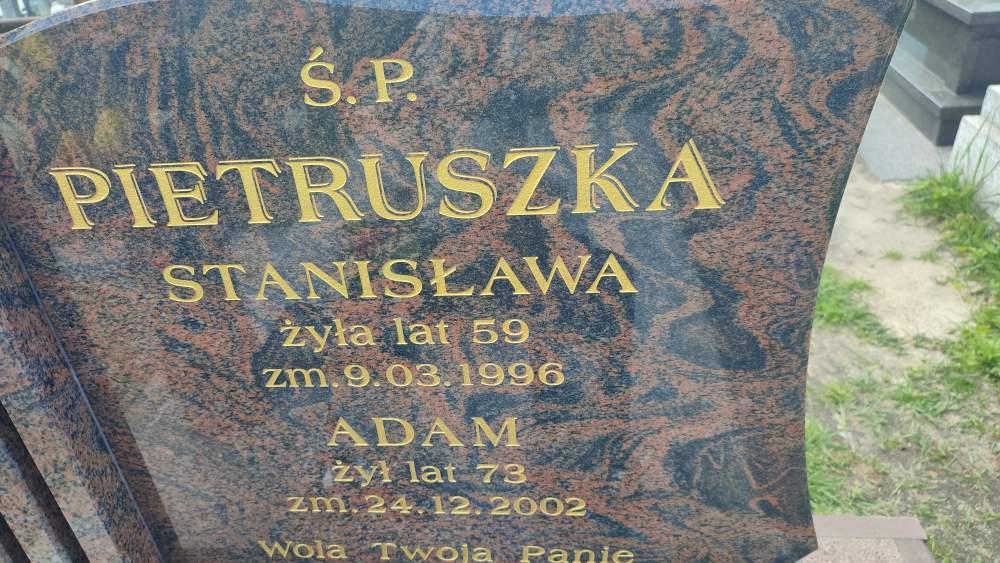 Ś.P.
PIETRUSZKA
STANISŁAWA
żyła lat 59
zm.9.03.1996
ADAM
żył lat 73
zm.24.12.2002
Wola Twoja Panie